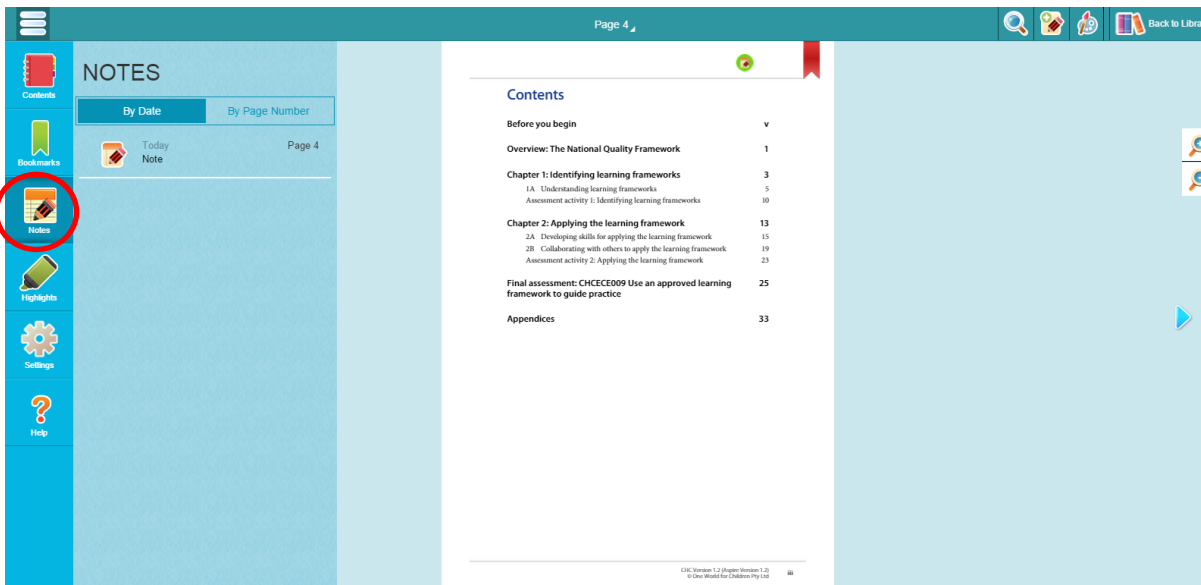 Page 4
Back to Libra
Contents
Bookmarks
Notes
Highlights
Settings
Help
NOTES
By Date By Page Number
Today Page 4
Note
Contents
Before you begin v
Overview: The National Quality Framework 1
Chapter 1: Identifying learning frameworks 3
1A Understanding learning frameworks 5
Assessment activity 1: Identifying learning frameworks 10
Chapter 2: Applying the learning framework 13
2A Developing skills for applying the learning framework 15
2B Collaborating with others to apply the learning framework 19
Assessment activity 2: Applying the learning framework 23
Final assessment: CHCECE009 Use an approved learning 25
framework to guide practice
Appendices 33
CHC Version 1.2 (Aspire Version 1.2)
© One World for Children Pty Ltd iii